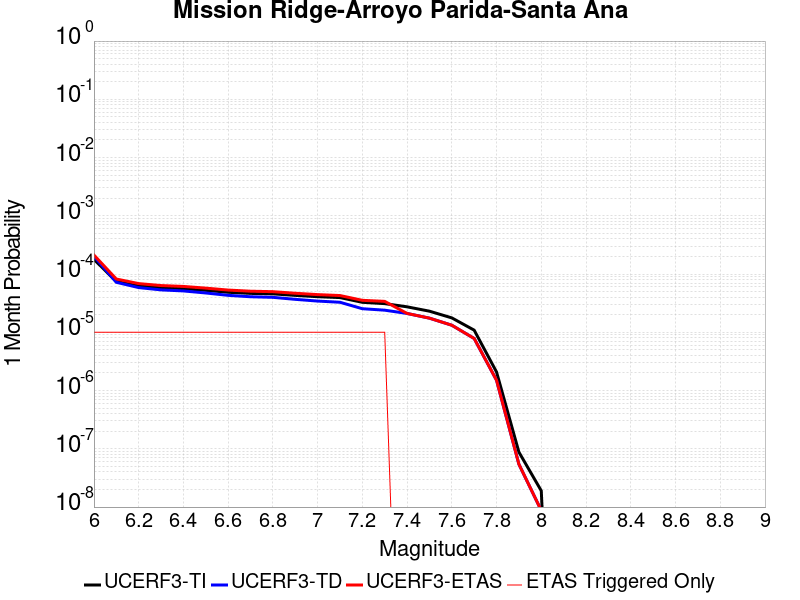 Mission Ridge-Arroyo Parida-Santa Ana
10^0
10^-1
10^-2
10^-3
10^-4
10^-5
10^-6
10^-7
10^-8
1 Month Probability
6 6.2 6.4 6.6 6.8 7 7.2 7.4 7.6 7.8 8 8.2 8.4 8.6 8.8 9
Magnitude
UCERF3-TI UCERF3-TD UCERF3-ETAS ETAS Triggered Only